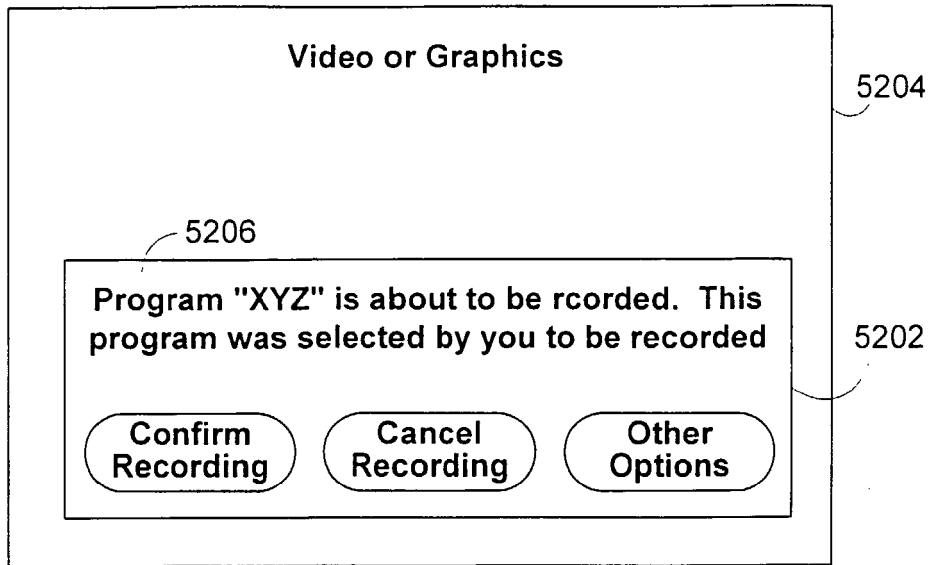 Video or Graphics
5204
5206
Program "XYZ" is about to be rcorded. This
program was selected by you to be recorded
5202
Confirm
Recording
Cancel
Recording
Other
Options